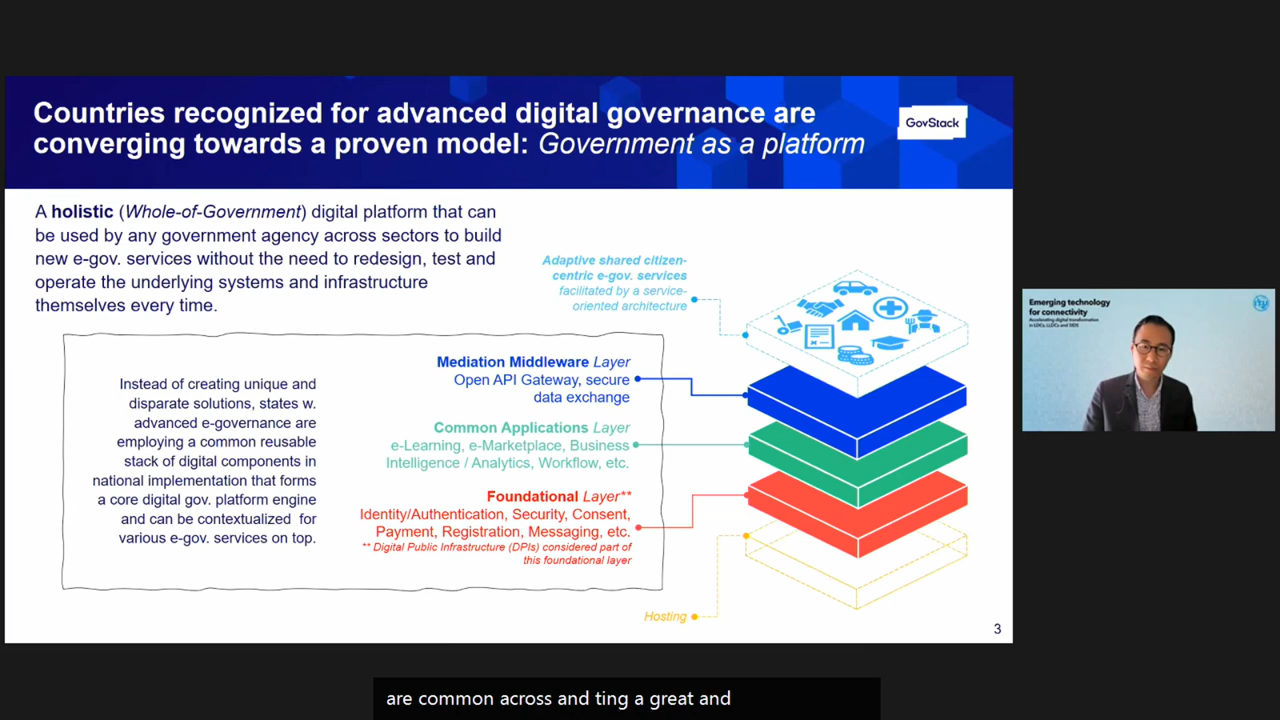 Countries recognized for advanced digital governance are
converging towards a proven model: Government as a platform
GovStack
A holistic (Whole-of-Government) digital platform that can
be used by any government agency across sectors to build
new e-gov. services without the need to redesign, test and
operate the underlying systems and infrastructure
themselves every time.
Adaptive shared citizen-
centric e-gov. services
facilitated by a service-
oriented architecture
Instead of creating unique and
disparate solutions, states w.
advanced e-governance are
employing a common reusable
stack of digital components in
national implementation that forms
a core digital gov. platform engine
and can be contextualized for
various e-gov. services on top.
Mediation Middleware Layer
Open API Gateway, secure
data exchange
Common Applications Layer
e-Learning, e-Marketplace, Business
Intelligence / Analytics, Workflow, etc.
Foundational Layer**
Identity/Authentication, Security, Consent,
Payment, Registration, Messaging, etc.
** Digital Public Infrastructure (DPIs) considered part of
this foundational layer
Hosting
3
Emerging technology
for connectivity
Accelerating digital transformation
in LDCs, LLDCs and SIDS
are common across and ting a great and